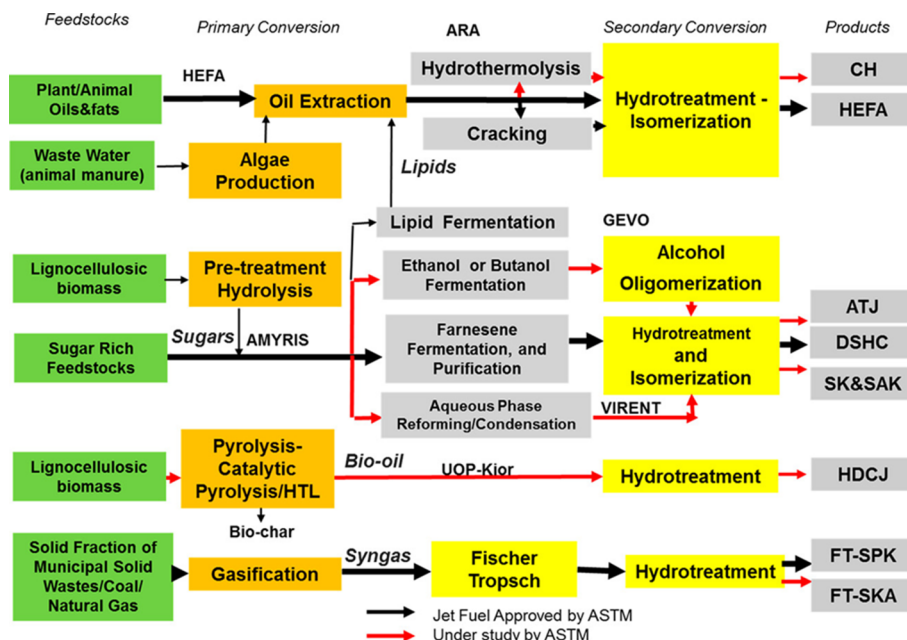 Feedstocks
Primary Conversion
ARA
Secondary Conversion
Products
HEFA
Plant/Animal
Oils&fats
Oil Extraction
Hydrothermolysis
Cracking
Hydrotreatment -
Isomerization
CH
HEFA
Waste Water
(animal manure)
Algae
Production
Lipids
Lipid Fermentation
GEVO
Lignocellulosic
biomass
Pre-treatment
Hydrolysis
Ethanol or Butanol
Fermentation
Alcohol
Oligomerization
Sugars
AMYRIS
Sugar Rich
Feedstocks
Farnesene
Fermentation, and
Purification
Hydrotreatment
and
Isomerization
ATJ
DSHC
SK&SAK
Aqueous Phase
Reforming/Condensation
VIRENT
Lignocellulosic
biomass
Pyrolysis-
Catalytic
Pyrolysis/HTL
Bio-oil
UOP-Kior
Hydrotreatment
HDCJ
Bio-char
Solid Fraction of
Municipal Solid
Wastes/Coal/
Natural Gas
Gasification
Syngas
Fischer
Tropsch
Hydrotreatment
FT-SPK
FT-SKA
Jet Fuel Approved by ASTM
Under study by ASTM